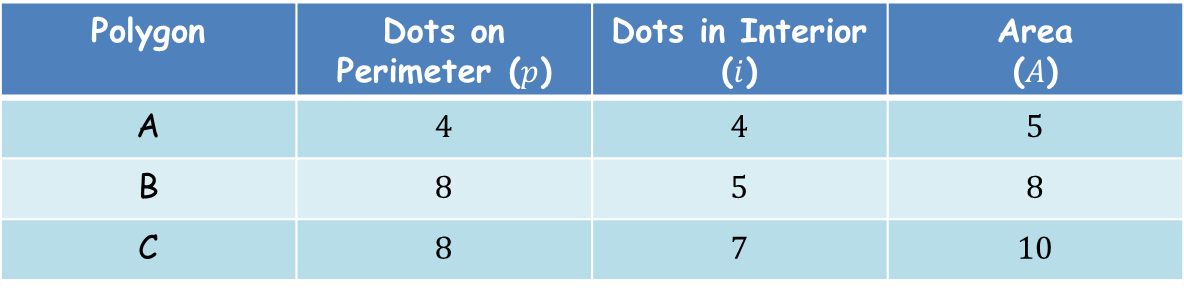 Polygon Dots on Perimeter (𝑝) Dots in Interior (𝑖) Area (𝐴)
A 4 4 5
B 8 5 8
C 8 7 10